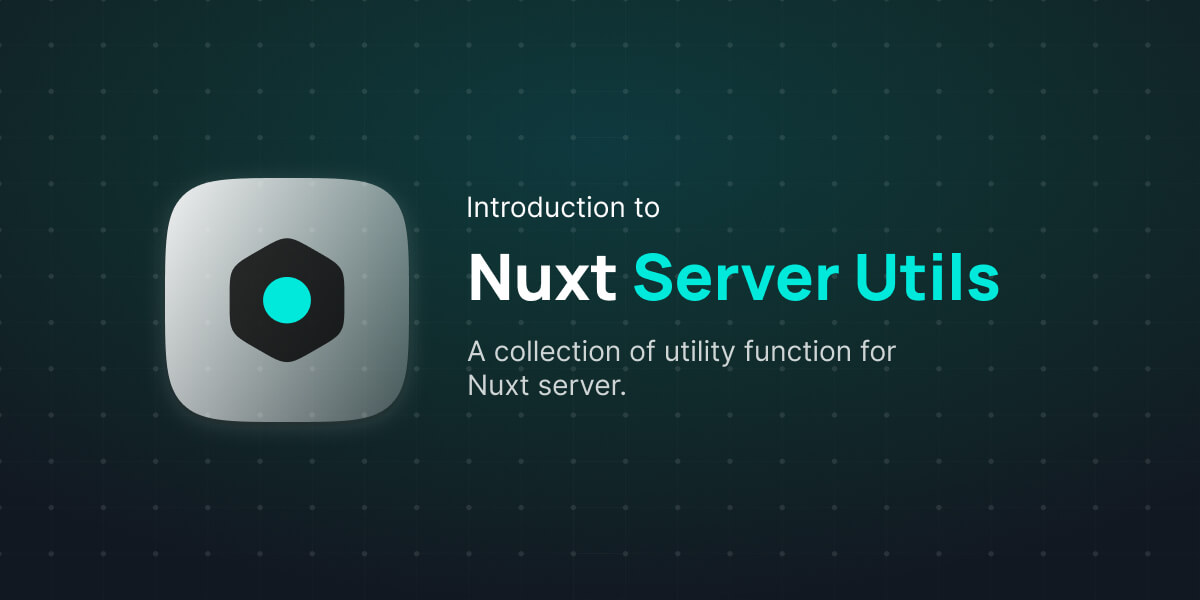 Introduction to
Nuxt Server Utils
A collection of utility function for
Nuxt server.